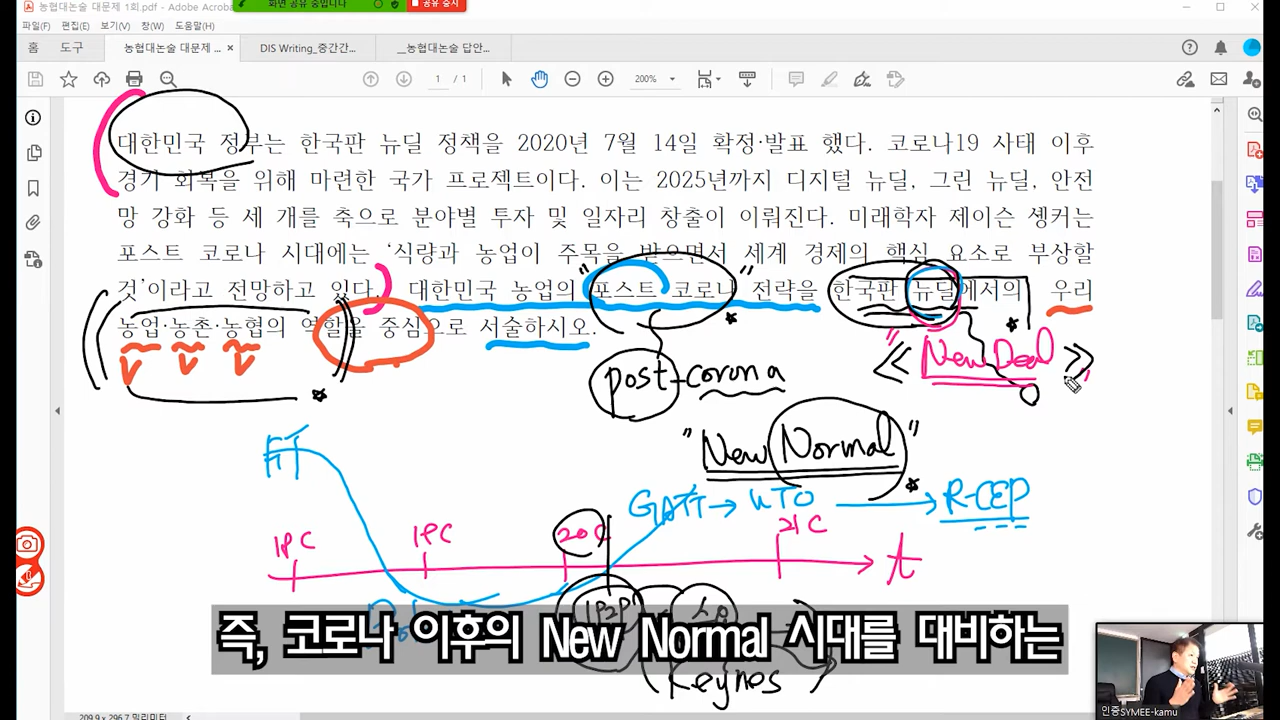 농협대논술 대문제 1회.pdf - Adobe Acrobat
화면 공유 중입니다
공유 중지
파일(F) 편집(E) 보기(V) 창(W) 도움말(H)
홈 도구 농협대논술 대문제 ... × DIS Writing_중간간... __농협대논술 답안...
1 / 1 200%
대한민국 정부는 한국판 뉴딜 정책을 2020년 7월 14일 확정·발표 했다. 코로나19 사태 이후
경기 회복을 위해 마련한 국가 프로젝트이다. 이는 2025년까지 디지털 뉴딜, 그린 뉴딜, 안전
망 강화 등 세 개를 축으로 분야별 투자 및 일자리 창출이 이뤄진다. 미래학자 제이슨 솅커는
포스트 코로나 시대에는 ‘식량과 농업이 주목을 받으면서 세계 경제의 핵심 요소로 부상할
것’이라고 전망하고 있다. 대한민국 농업의 포스트 코로나 전략을 한국판 뉴딜에서의 우리
농업·농촌·농협의 역할을 중심으로 서술하시오.
《 "New Deal" 》
post-corona
"New Normal"
GATT → WTO → R-CEP
18C 19C 20C 21C t
즉, 코로나 이후의 New Normal 시대를 대비하는
Keynes
인증SYMEE-kamu
209.9 x 296.7 밀리미터